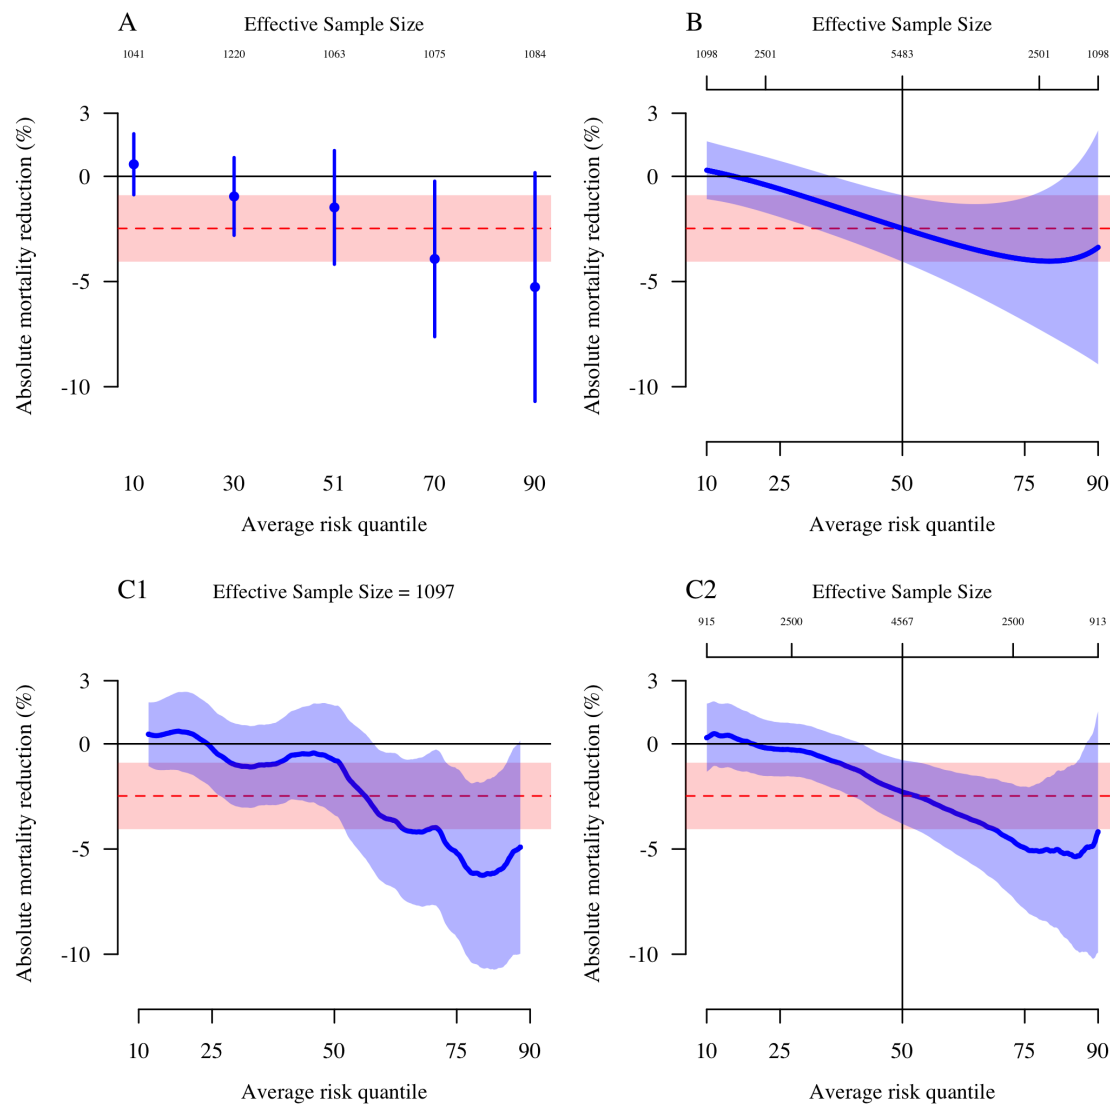 A Effective Sample Size
1041 1220 1063 1075 1084
Absolute mortality reduction (%)
3
0
-5
-10
10 30 51 70 90
Average risk quantile
B Effective Sample Size
1098 2501 5483 2501 1098
Absolute mortality reduction (%)
3
0
-5
-10
10 25 50 75 90
Average risk quantile
C1 Effective Sample Size = 1097
Absolute mortality reduction (%)
3
0
-5
-10
10 25 50 75 90
Average risk quantile
C2 Effective Sample Size
915 2500 4567 2500 913
Absolute mortality reduction (%)
3
0
-5
-10
10 25 50 75 90
Average risk quantile